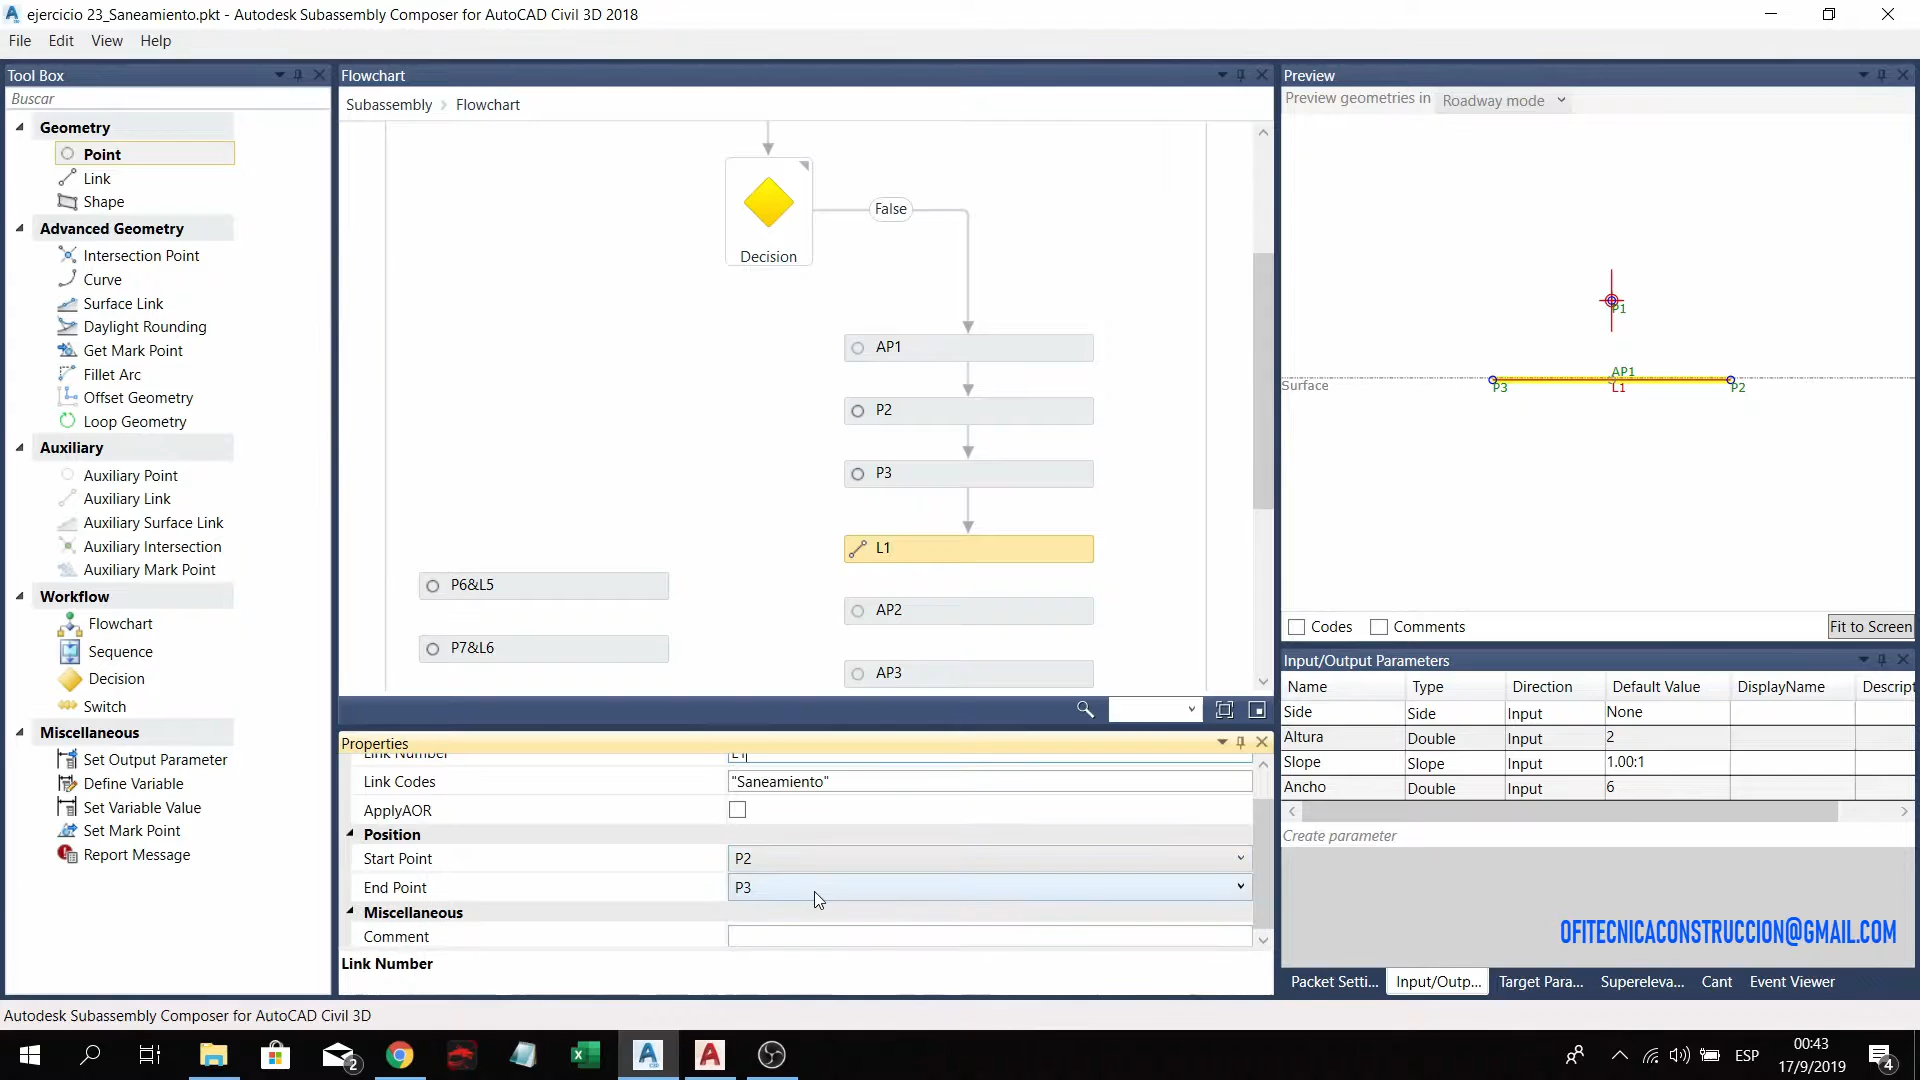 ejercicio 23_Saneamiento.pkt - Autodesk Subassembly Composer for AutoCAD Civil 3D 2018
File Edit View Help
Tool Box
Buscar
Geometry
Point
Link
Shape
Advanced Geometry
Intersection Point
Curve
Surface Link
Daylight Rounding
Get Mark Point
Fillet Arc
Offset Geometry
Loop Geometry
Auxiliary
Auxiliary Point
Auxiliary Link
Auxiliary Surface Link
Auxiliary Intersection
Auxiliary Mark Point
Workflow
Flowchart
Sequence
Decision
Switch
Miscellaneous
Set Output Parameter
Define Variable
Set Variable Value
Set Mark Point
Report Message
Flowchart
Subassembly Flowchart
False
Decision
AP1
P2
P3
L1
P6&L5
AP2
P7&L6
AP3
Properties
Link Number L1
Link Codes "Saneamiento"
ApplyAOR
Position
Start Point P2
End Point P3
Miscellaneous
Comment
Link Number
Preview
Preview geometries in Roadway mode
P1
AP1
Surface P3 L1 P2
Codes Comments Fit to Screen
Input/Output Parameters
Name Type Direction Default Value DisplayName Descript
Side Side Input None
Altura Double Input 2
Slope Slope Input 1.00:1
Ancho Double Input 6
Create parameter
OFITECNICACONSTRUCCION@GMAIL.COM
Packet Setti... Input/Outp... Target Para... Supereleva... Cant Event Viewer
Autodesk Subassembly Composer for AutoCAD Civil 3D
2
ESP
00:43
17/9/2019
4